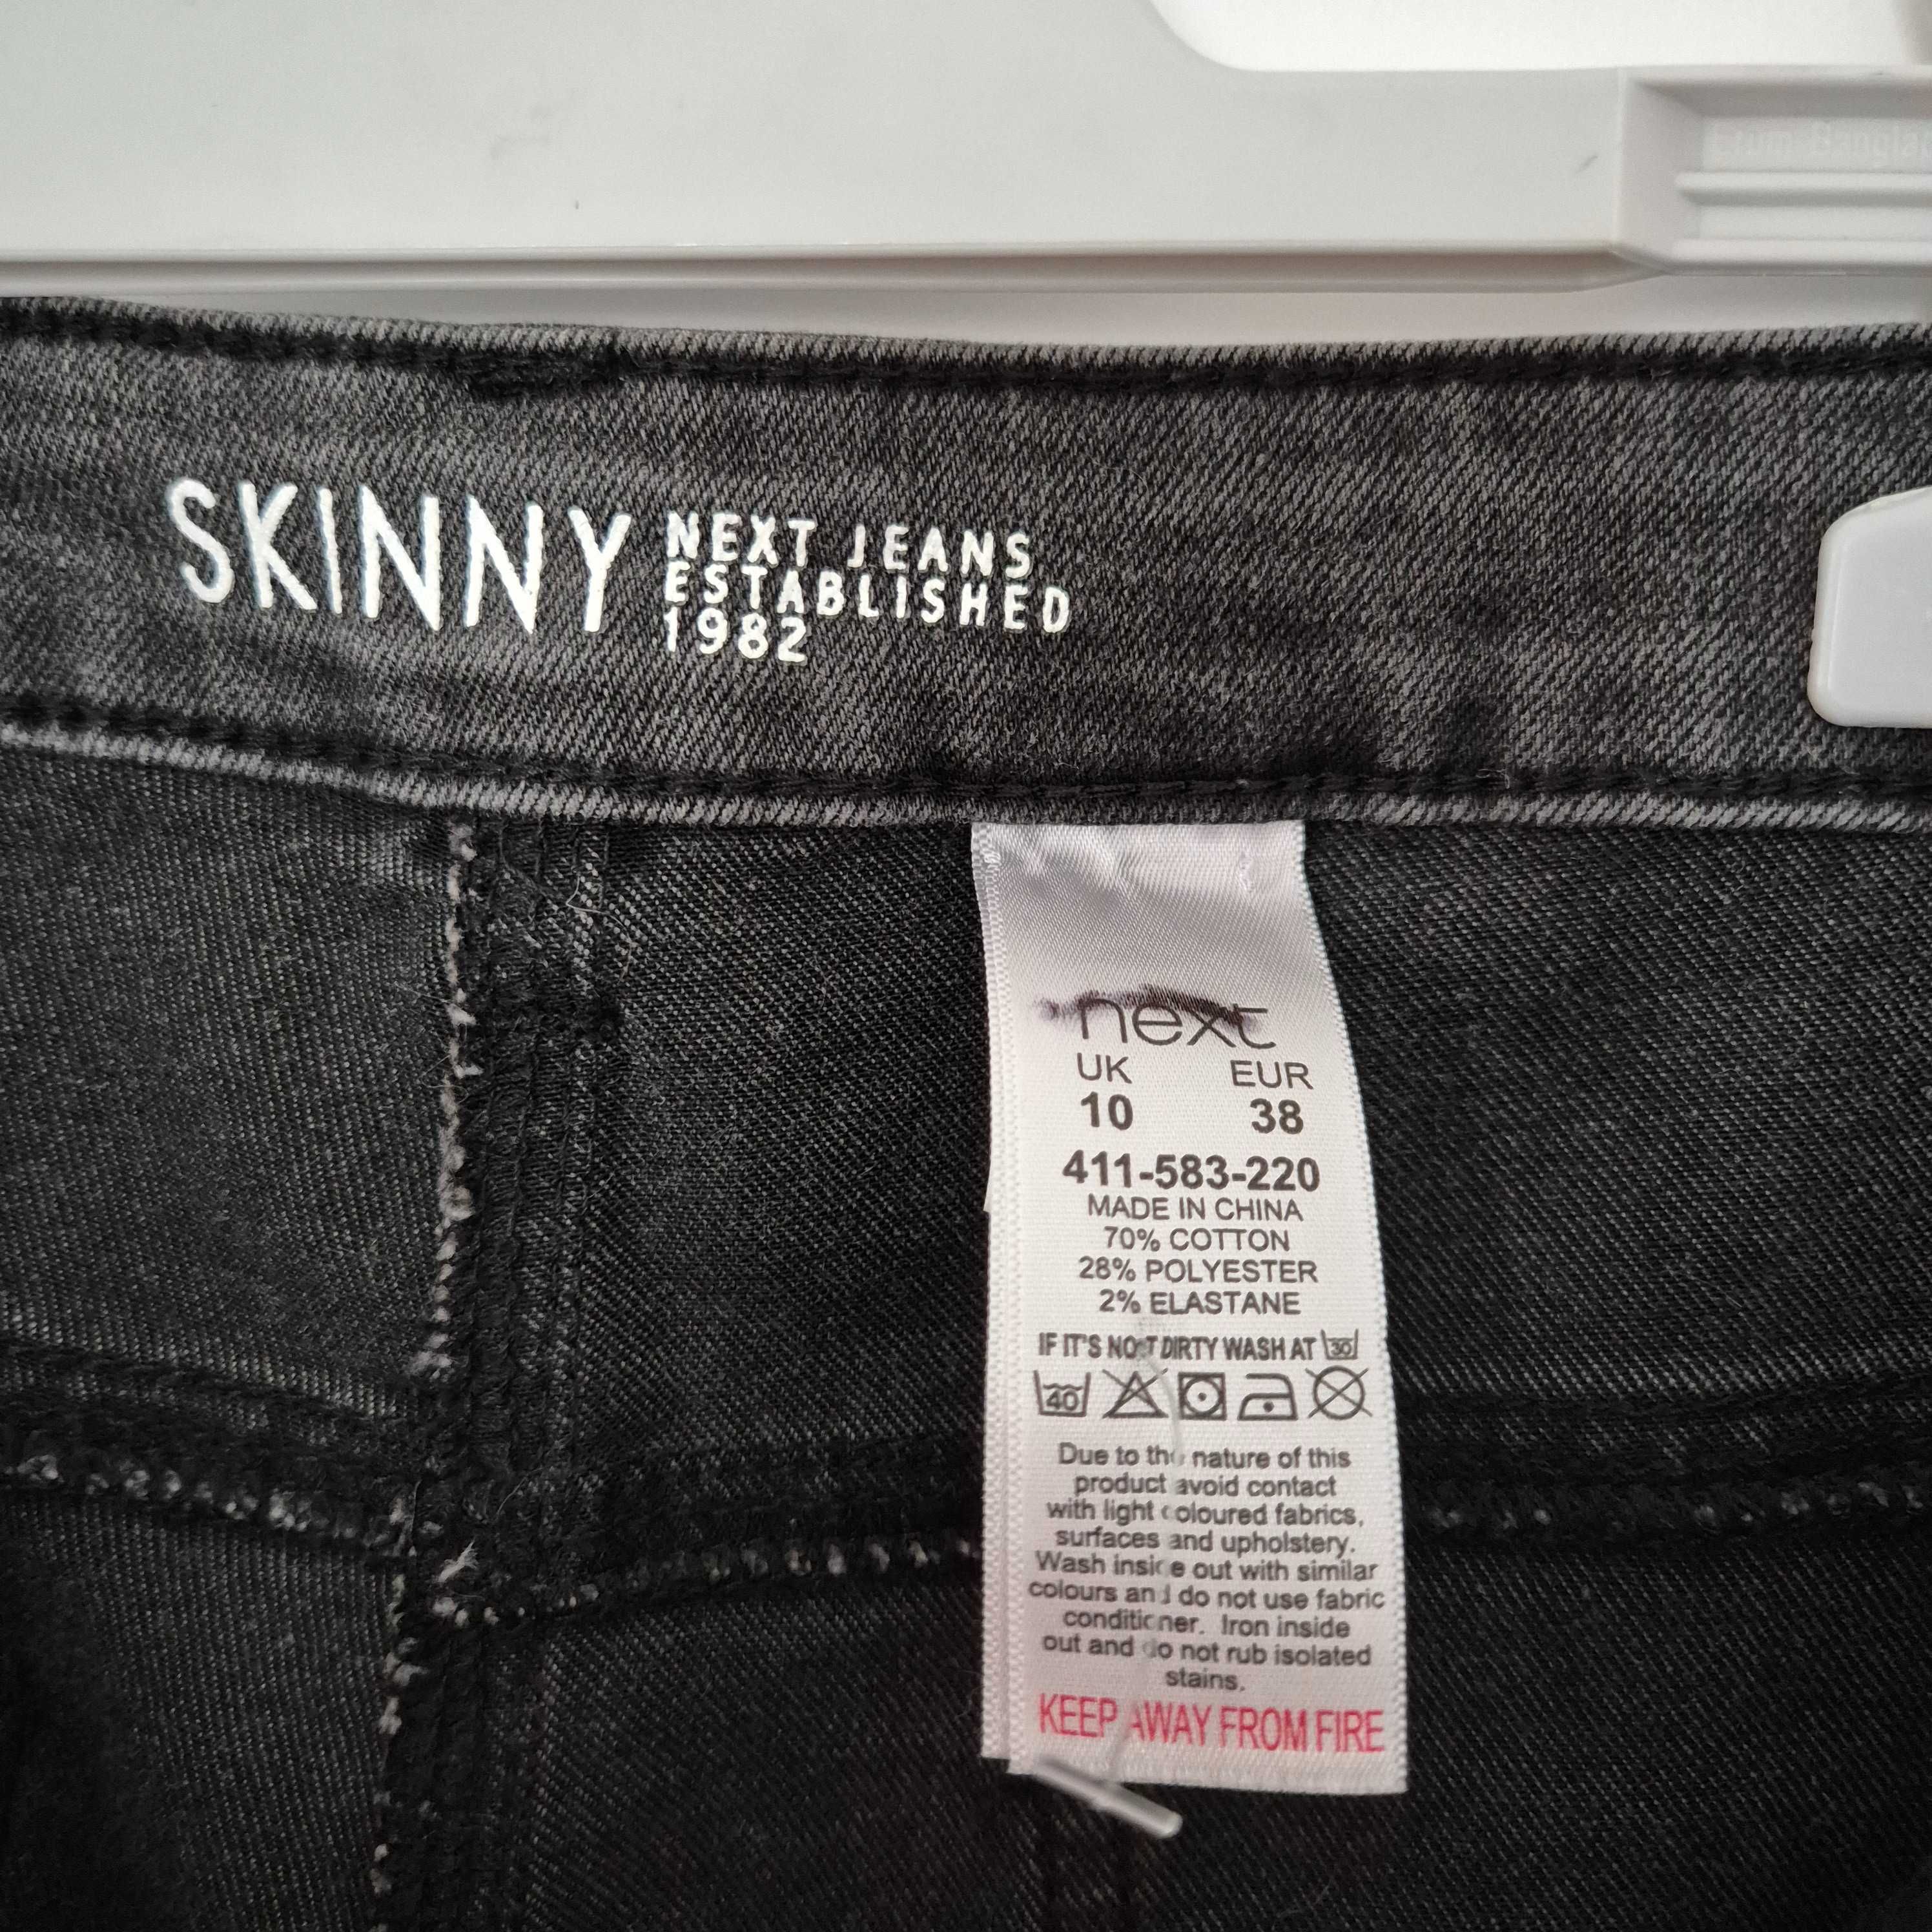 SKINNY
NEXT JEANS
ESTABLISHED
1982
next
UK EUR
10 38
411-583-220
MADE IN CHINA
70% COTTON
28% POLYESTER
2% ELASTANE
IF IT'S NOT DIRTY WASH AT 30
40
Due to the nature of this
product avoid contact
with light coloured fabrics,
surfaces and upholstery.
Wash inside out with similar
colours and do not use fabric
conditioner. Iron inside
out and do not rub isolated
stains.
KEEP AWAY FROM FIRE